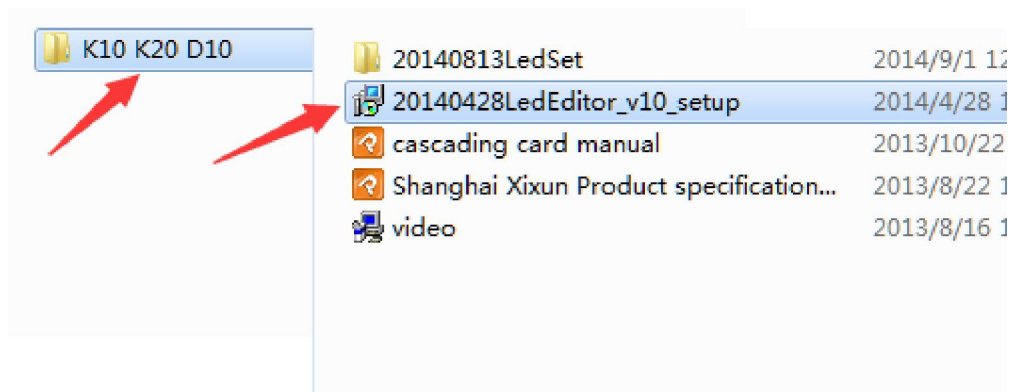 K10 K20 D10
20140813LedSet 2014/9/1 12
20140428LedEditor_v10_setup 2014/4/28 1
cascading card manual 2013/10/22
Shanghai Xixun Product specification... 2013/8/22 1
video 2013/8/16 1